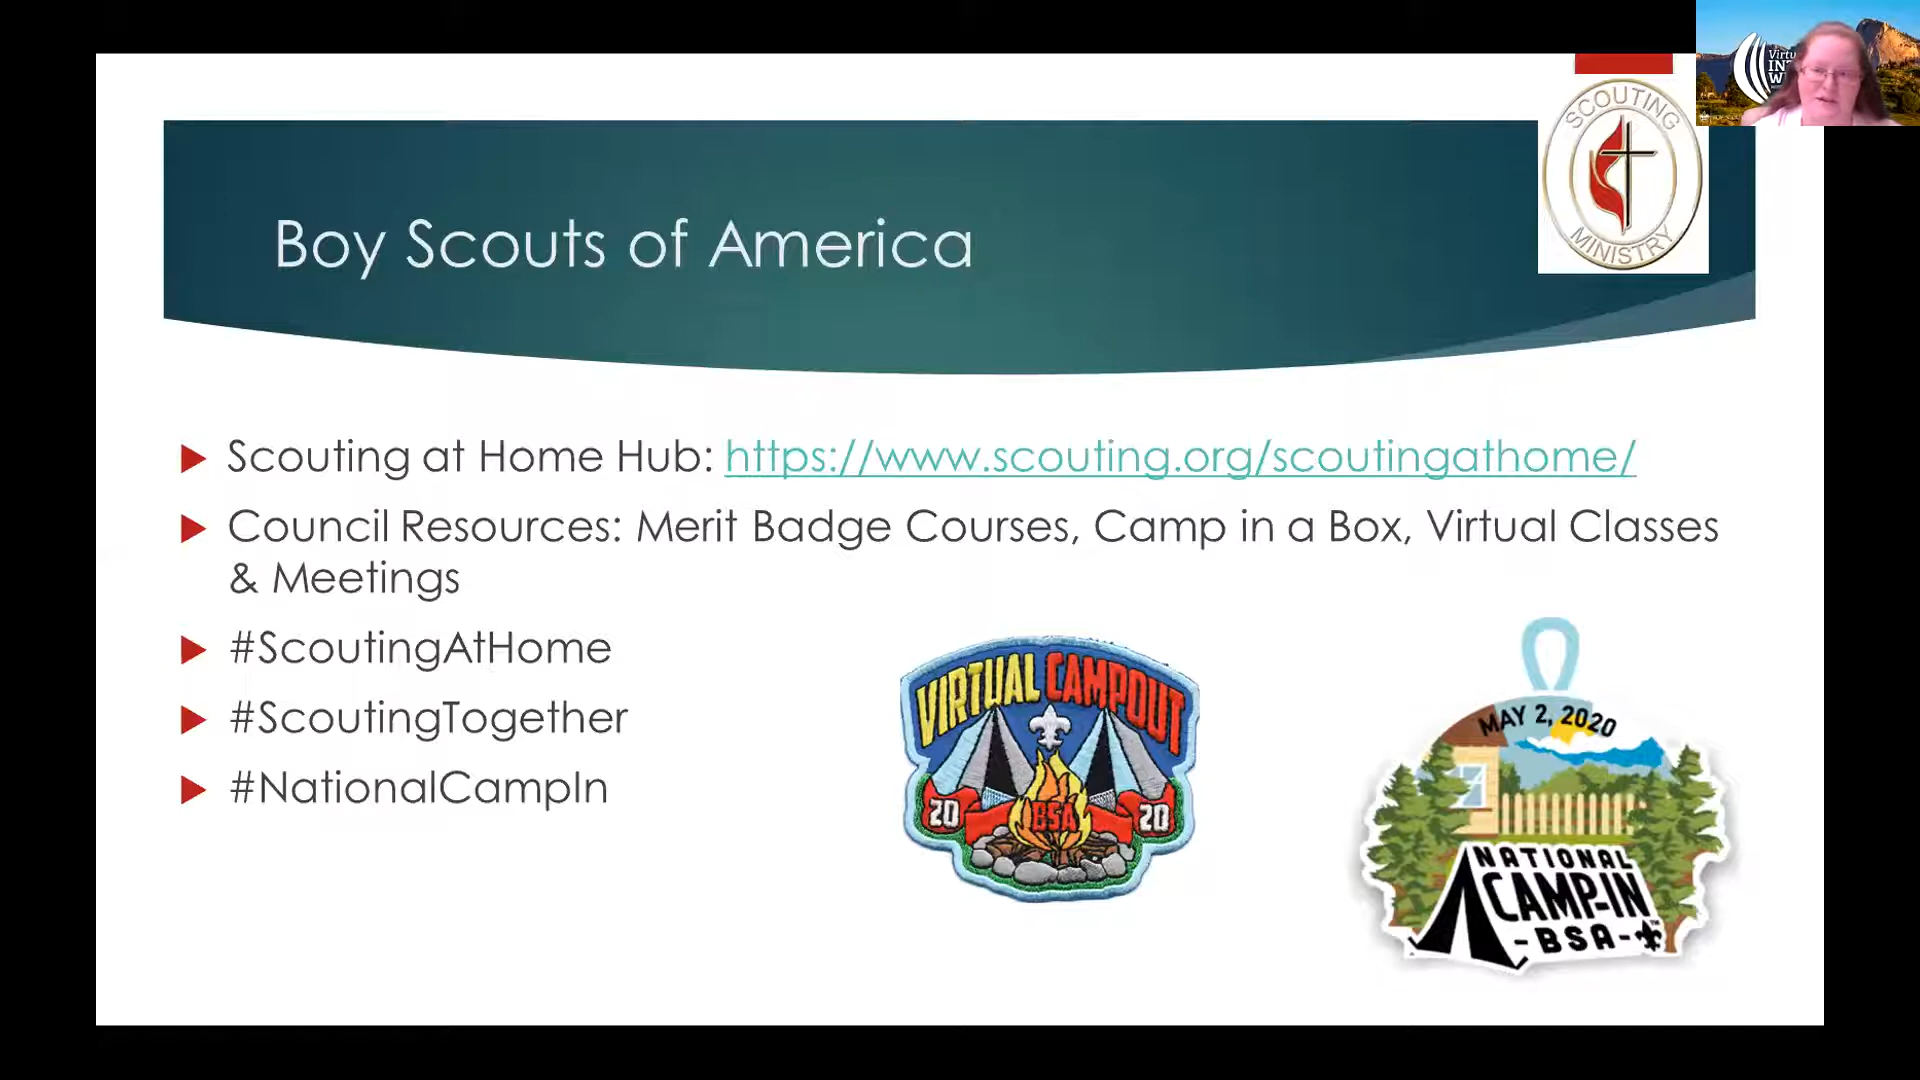 Virtu
IN
W
SCOUTING
MINISTRY
Boy Scouts of America
Scouting at Home Hub: https://www.scouting.org/scoutingathome/
Council Resources: Merit Badge Courses, Camp in a Box, Virtual Classes
& Meetings
#ScoutingAtHome
#ScoutingTogether
#NationalCampIn
VIRTUAL CAMPOUT
20 BSA 20
MAY 2, 2020
NATIONAL
CAMP-IN
-BSA-